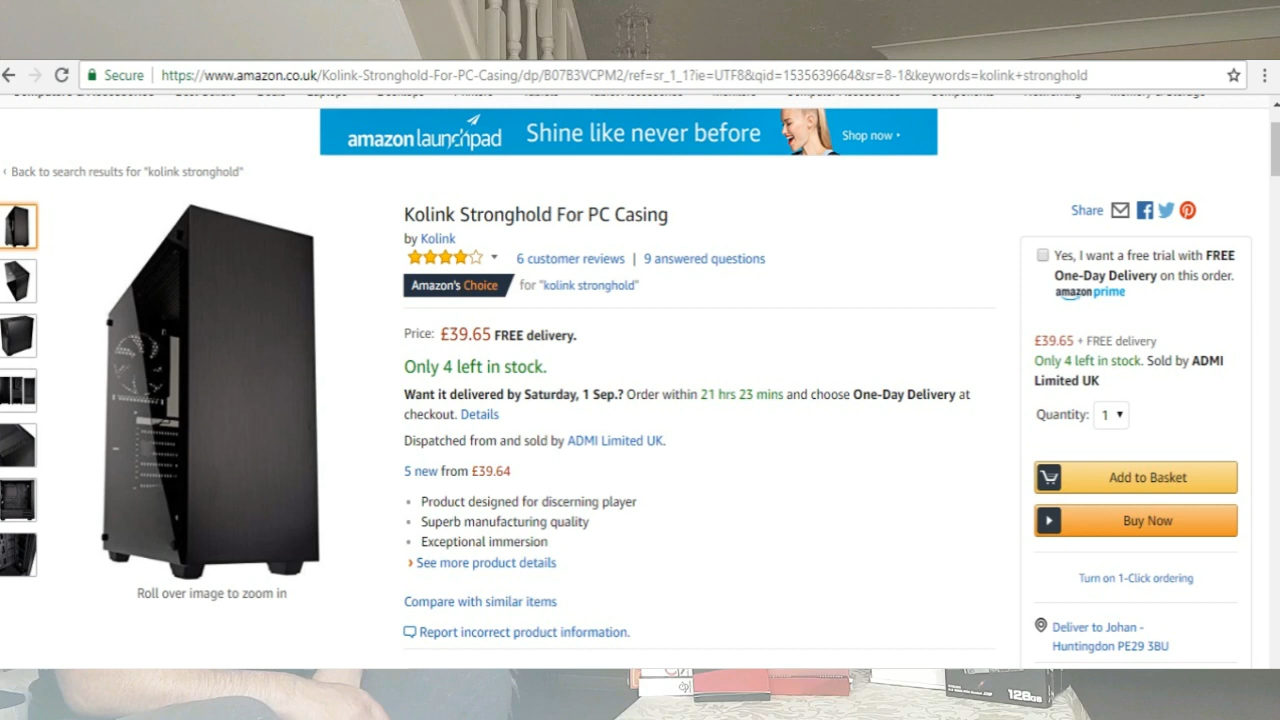 Secure https://www.amazon.co.uk/Kolink-Stronghold-For-PC-Casing/dp/B07B3VCPM2/ref=sr_1_1?ie=UTF8&qid=1535639664&sr=8-1&keywords=kolink+stronghold
amazon launchpad Shine like never before Shop now
‹ Back to search results for "kolink stronghold"
Kolink Stronghold For PC Casing
by Kolink
6 customer reviews | 9 answered questions
Amazon's Choice for "kolink stronghold"
Price: £39.65 FREE delivery.
Only 4 left in stock.
Want it delivered by Saturday, 1 Sep.? Order within 21 hrs 23 mins and choose One-Day Delivery at
checkout. Details
Dispatched from and sold by ADMI Limited UK.
5 new from £39.64
• Product designed for discerning player
• Superb manufacturing quality
• Exceptional immersion
› See more product details
Compare with similar items
Report incorrect product information.
Roll over image to zoom in
Share
Yes, I want a free trial with FREE
One-Day Delivery on this order.
amazon prime
£39.65 + FREE delivery
Only 4 left in stock. Sold by ADMI
Limited UK
Quantity: 1
Add to Basket
Buy Now
Turn on 1-Click ordering
Deliver to Johan -
Huntingdon PE29 3BU
128GB